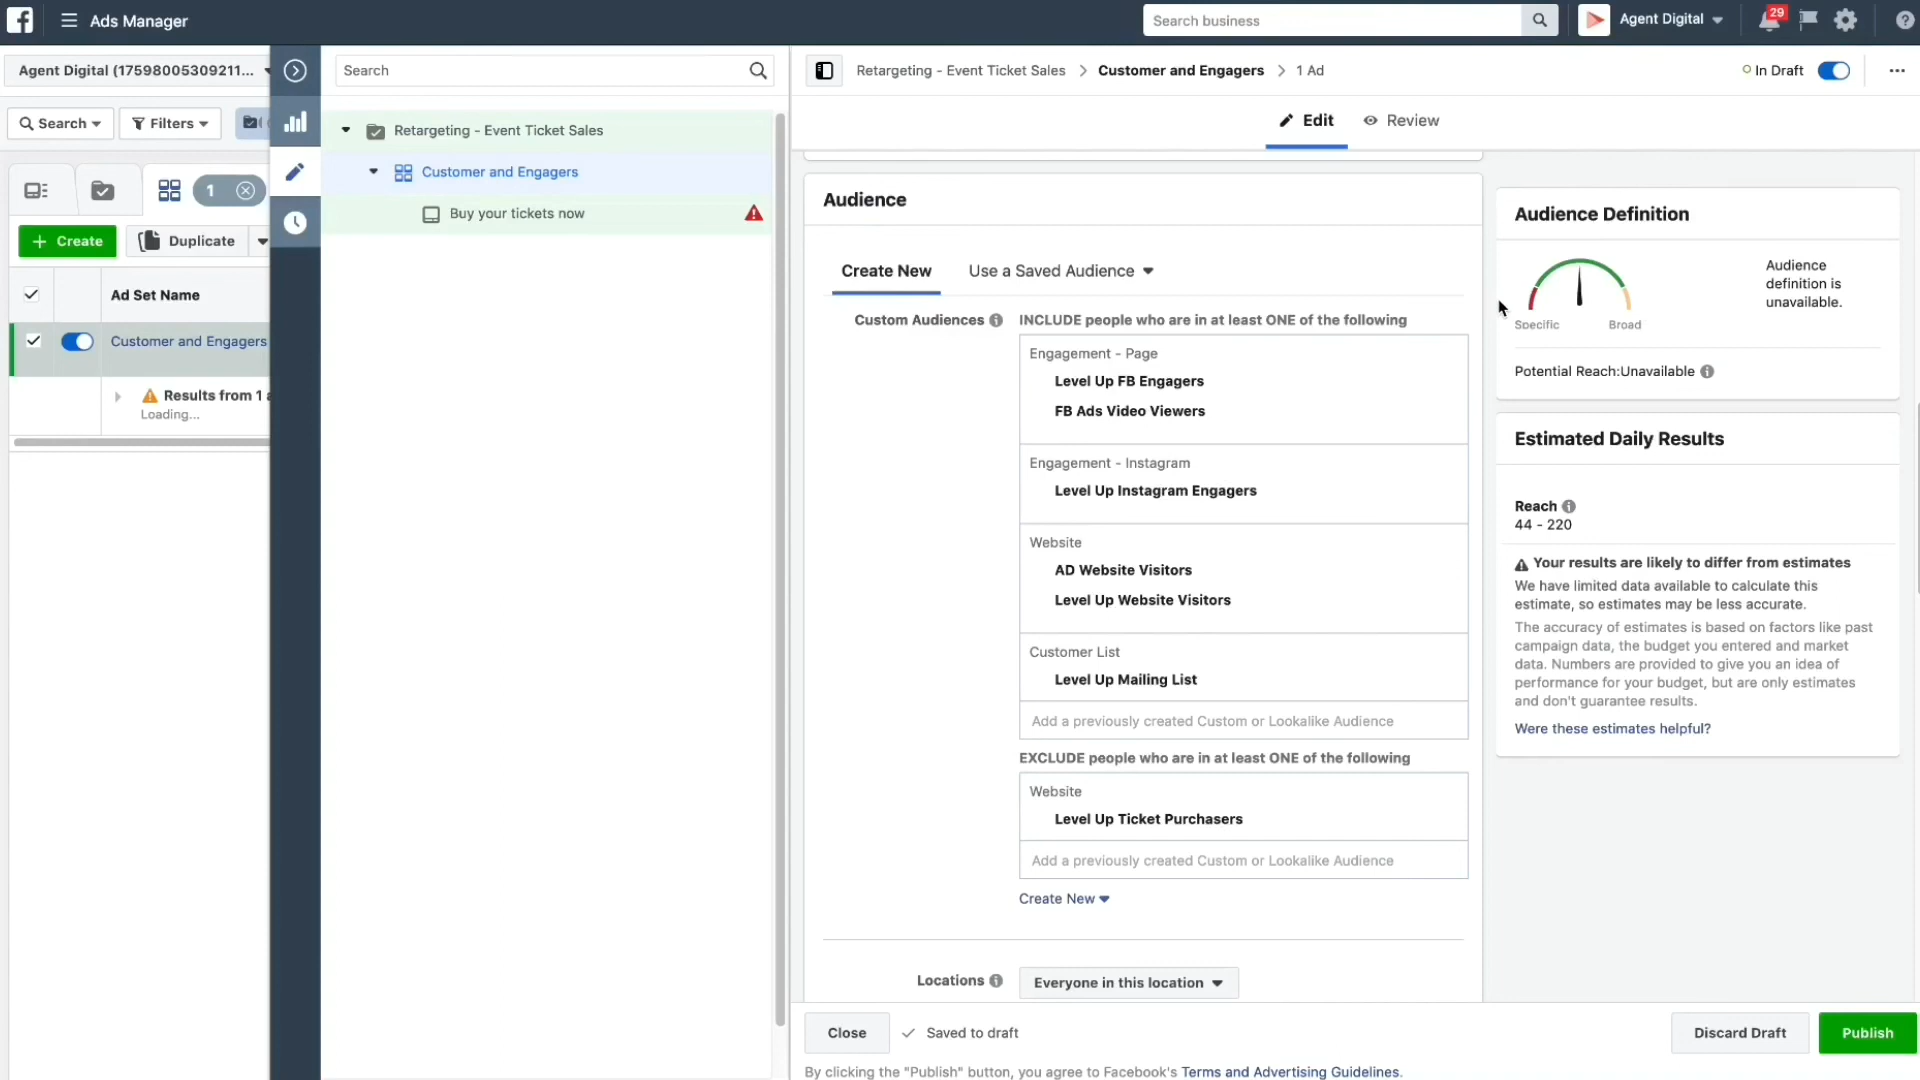 Ads Manager
Search business
Agent Digital
29
Agent Digital (17598005309211...
Search
Filters
1
Create
Duplicate
Ad Set Name
Customer and Engagers
Results from 1 a
Loading...
Search
Retargeting - Event Ticket Sales
Customer and Engagers
Buy your tickets now
Retargeting - Event Ticket Sales > Customer and Engagers > 1 Ad
In Draft
Edit
Review
Audience
Create New
Use a Saved Audience
Custom Audiences
INCLUDE people who are in at least ONE of the following
Engagement - Page
Level Up FB Engagers
FB Ads Video Viewers
Engagement - Instagram
Level Up Instagram Engagers
Website
AD Website Visitors
Level Up Website Visitors
Customer List
Level Up Mailing List
Add a previously created Custom or Lookalike Audience
EXCLUDE people who are in at least ONE of the following
Website
Level Up Ticket Purchasers
Add a previously created Custom or Lookalike Audience
Create New
Locations
Everyone in this location
Audience Definition
Specific
Broad
Audience
definition is
unavailable.
Potential Reach:Unavailable
Estimated Daily Results
Reach
44 - 220
Your results are likely to differ from estimates
We have limited data available to calculate this
estimate, so estimates may be less accurate.
The accuracy of estimates is based on factors like past
campaign data, the budget you entered and market
data. Numbers are provided to give you an idea of
performance for your budget, but are only estimates
and don't guarantee results.
Were these estimates helpful?
Close
Saved to draft
Discard Draft
Publish
By clicking the "Publish" button, you agree to Facebook's Terms and Advertising Guidelines.